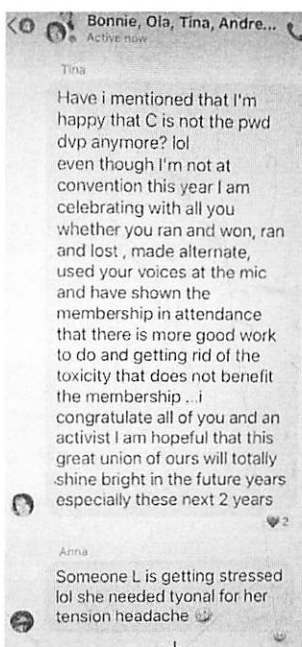 Bonnie, Ola, Tina, Andre...
Active now
Tina
Have i mentioned that I'm
happy that C is not the pwd
dvp anymore? lol
even though I'm not at
convention this year I am
celebrating with all you
whether you ran and won, ran
and lost , made alternate,
used your voices at the mic
and have shown the
membership in attendance
that there is more good work
to do and getting rid of the
toxicity that does not benefit
the membership ...i
congratulate all of you and an
activist I am hopeful that this
great union of ours will totally
shine bright in the future years
especially these next 2 years
2
Anna
Someone L is getting stressed
lol she needed tyonal for her
tension headache